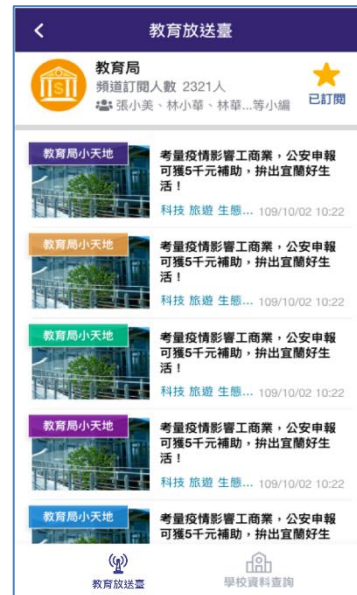 教育放送臺
教育局
頻道訂閱人數 2321人
張小美、林小華、林華...等小編
已訂閱
教育局小天地
考量疫情影響工商業，公安申報
可獲5千元補助，拚出宜蘭好生
活！
科技 旅遊 生態... 109/10/02 10:22
教育局小天地
考量疫情影響工商業，公安申報
可獲5千元補助，拚出宜蘭好生
活！
科技 旅遊 生態... 109/10/02 10:22
教育局小天地
考量疫情影響工商業，公安申報
可獲5千元補助，拚出宜蘭好生
活！
科技 旅遊 生態... 109/10/02 10:22
教育局小天地
考量疫情影響工商業，公安申報
可獲5千元補助，拚出宜蘭好生
活！
科技 旅遊 生態... 109/10/02 10:22
教育局小天地
考量疫情影響工商業，公安申報
可獲5千元補助，拚出宜蘭好生
教育放送臺
學校資料查詢